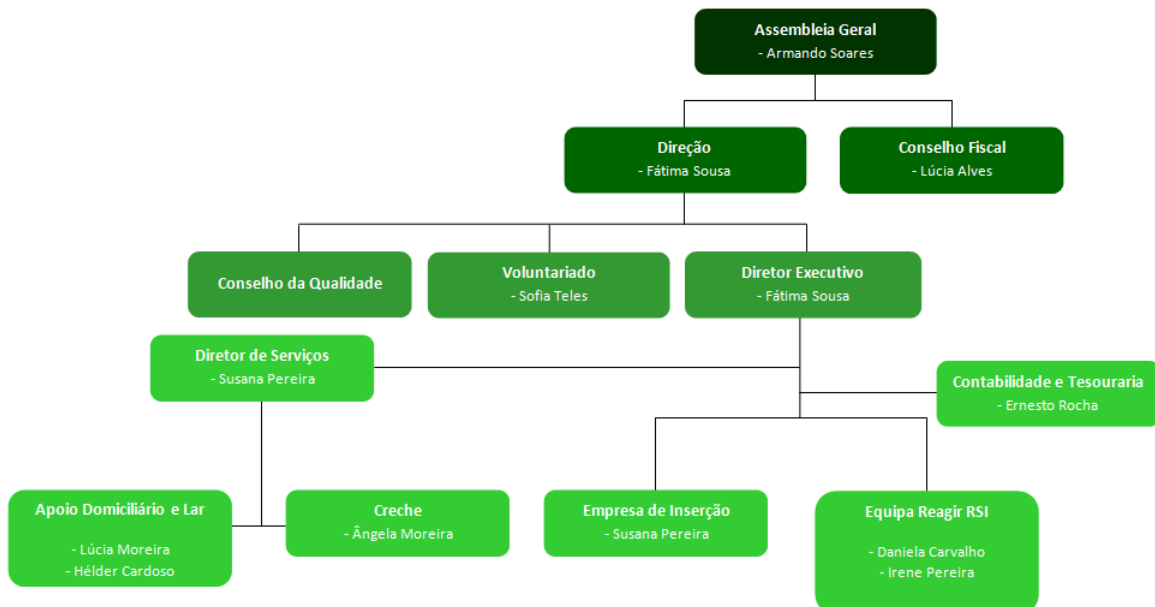 Assembleia Geral
- Armando Soares
Direção
- Fátima Sousa
Conselho Fiscal
- Lúcia Alves
Conselho da Qualidade
Voluntariado
- Sofia Teles
Diretor Executivo
- Fátima Sousa
Diretor de Serviços
- Susana Pereira
Contabilidade e Tesouraria
- Ernesto Rocha
Apoio Domiciliário e Lar
- Lúcia Moreira
- Hélder Cardoso
Creche
- Ângela Moreira
Empresa de Inserção
- Susana Pereira
Equipa Reagir RSI
- Daniela Carvalho
- Irene Pereira